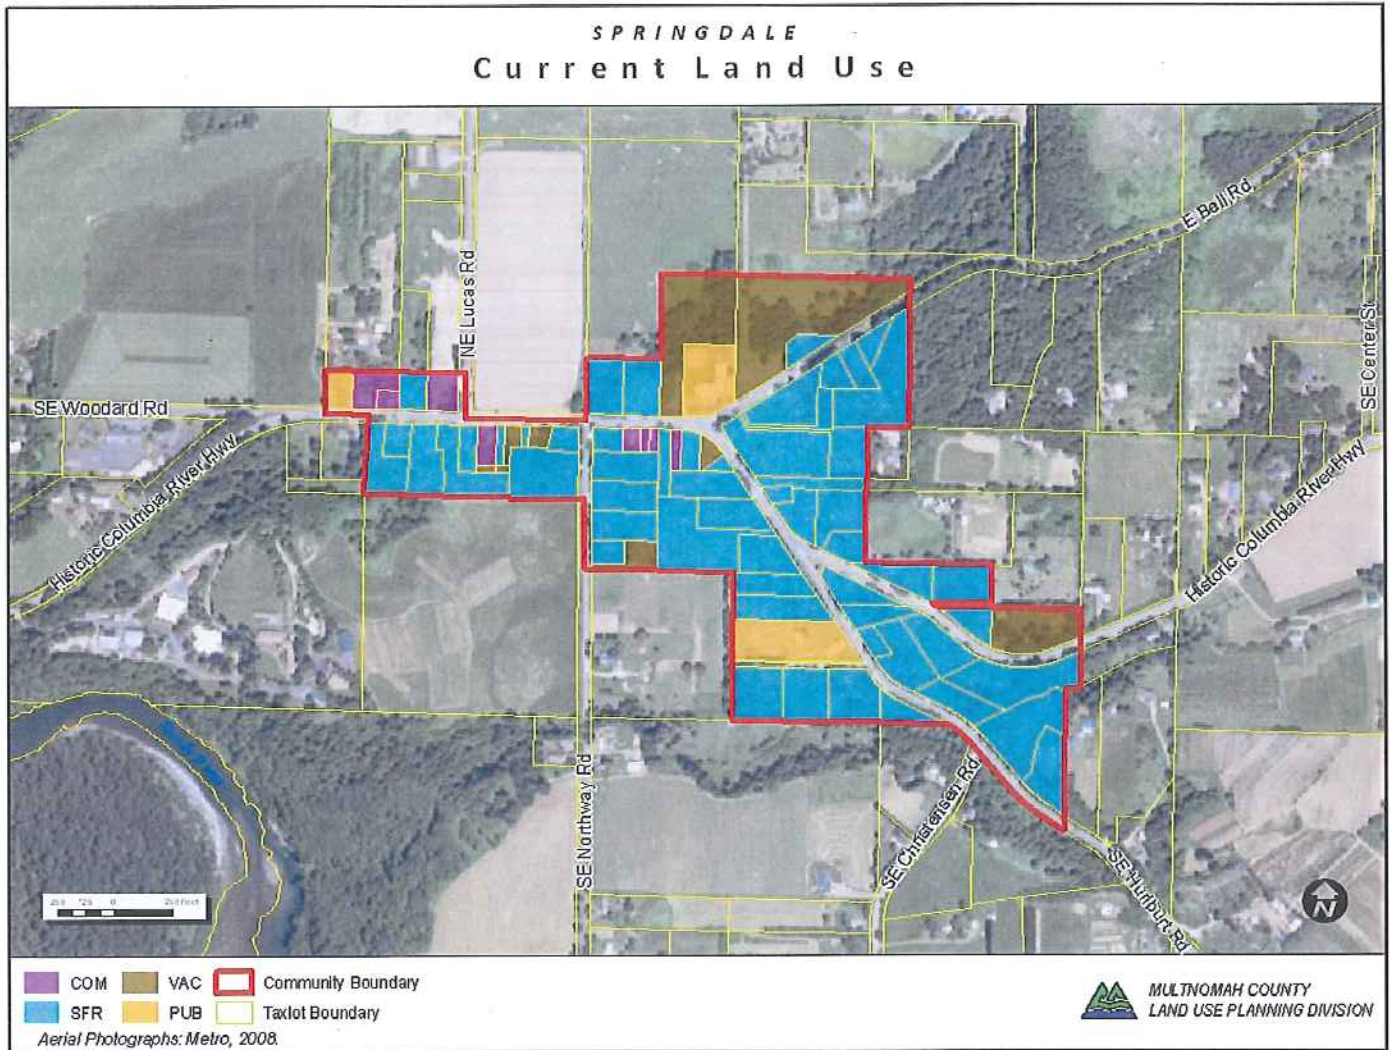 SPRINGDALE
Current Land Use
E Bell Rd
NE Lucas Rd
SE Center St
SE Woodard Rd
Historic Columbia River Hwy
Historic Columbia River Hwy
SE Northway Rd
SE Christensen Rd
SE Hurlburt Rd
N
COM
VAC
Community Boundary
SFR
PUB
Taxlot Boundary
MULTNOMAH COUNTY
LAND USE PLANNING DIVISION
Aerial Photographs: Metro, 2008.